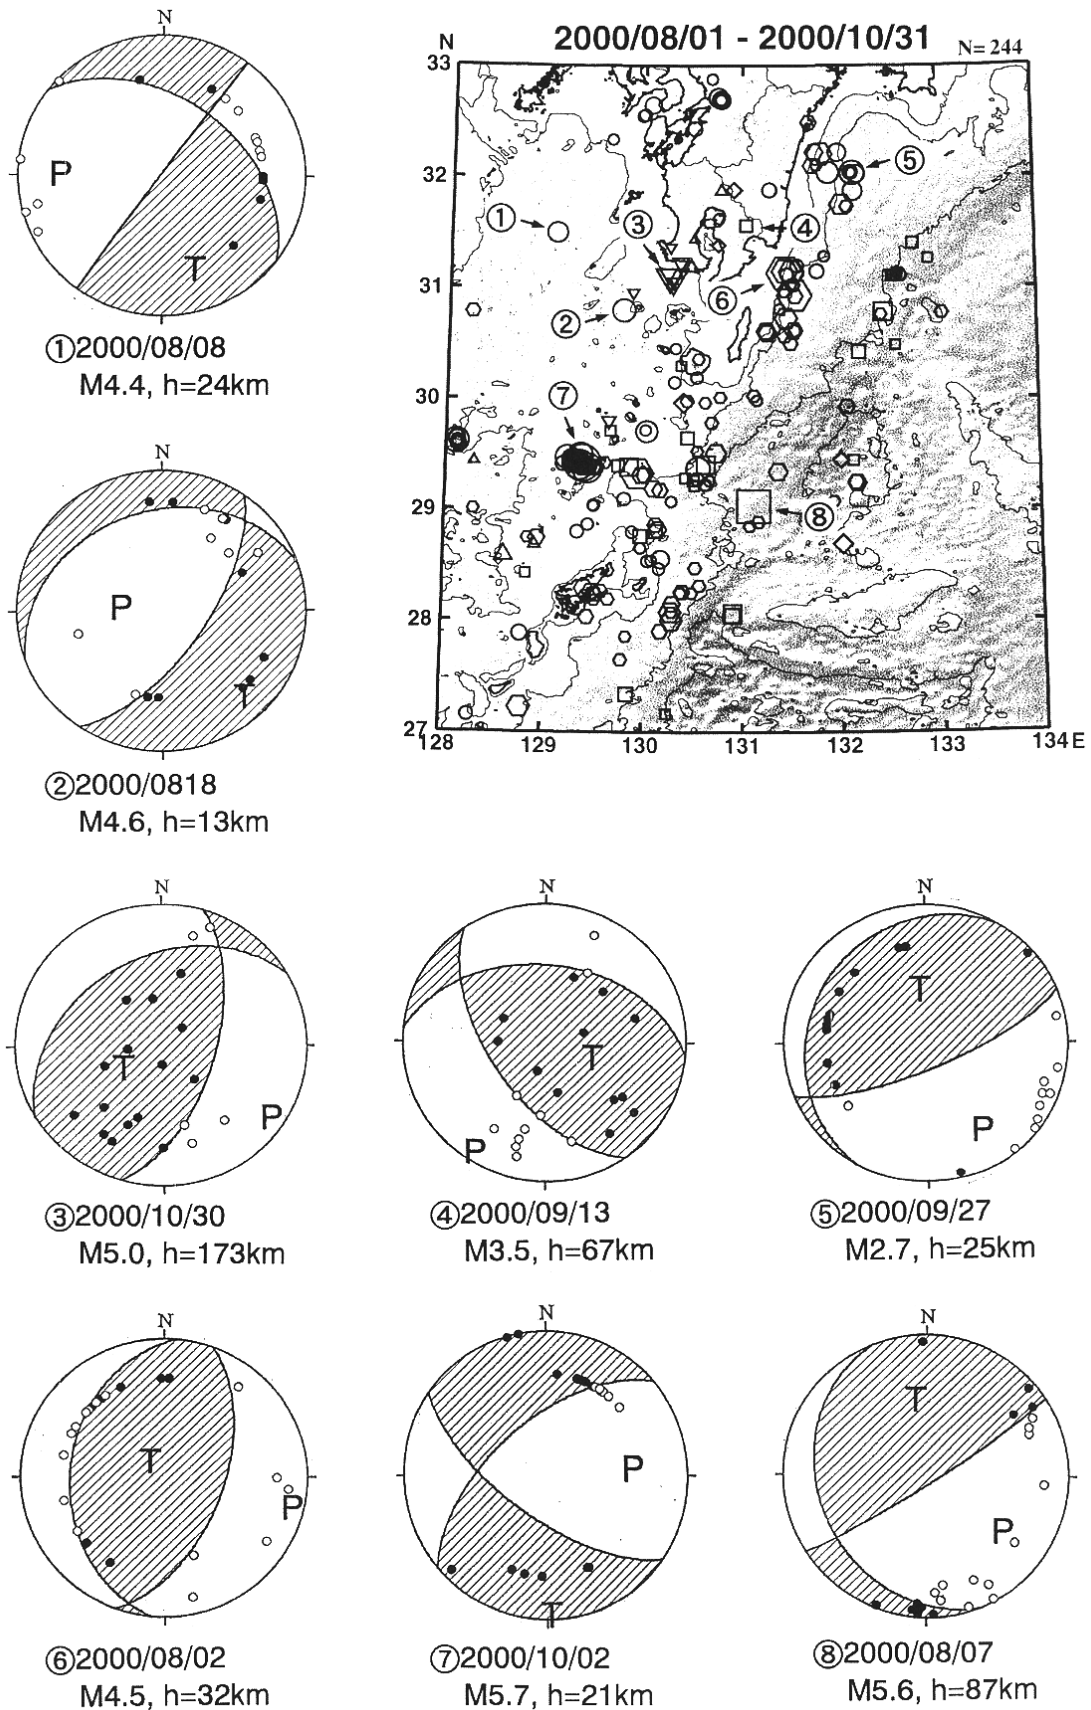 N
P
T
①2000/08/08
M4.4, h=24km
N
P
T
②2000/0818
M4.6, h=13km
N
2000/08/01 - 2000/10/31
N= 244
33
32
31
30
29
28
27
128
129
130
131
132
133
134E
①
②
③
④
⑤
⑥
⑦
⑧
N
T
P
③2000/10/30
M5.0, h=173km
N
T
P
④2000/09/13
M3.5, h=67km
N
T
P
⑤2000/09/27
M2.7, h=25km
N
T
P
⑥2000/08/02
M4.5, h=32km
N
P
T
⑦2000/10/02
M5.7, h=21km
N
T
P
⑧2000/08/07
M5.6, h=87km